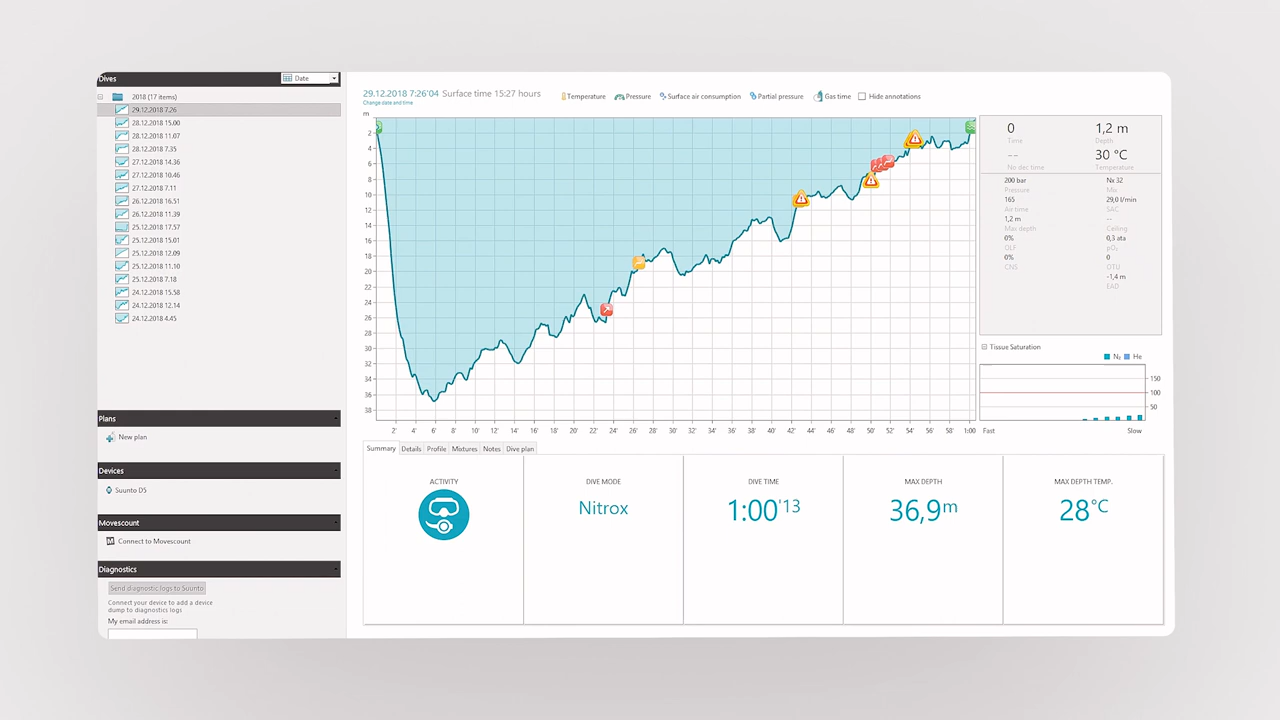 Dives
Date
2018 (17 items)
29.12.2018 7.26
28.12.2018 15.00
28.12.2018 11.07
28.12.2018 7.35
27.12.2018 14.36
27.12.2018 10.46
27.12.2018 7.11
26.12.2018 16.51
26.12.2018 11.39
25.12.2018 17.57
25.12.2018 15.01
25.12.2018 12.09
25.12.2018 11.10
25.12.2018 7.18
24.12.2018 15.58
24.12.2018 12.14
24.12.2018 4.45
Plans
New plan
Devices
Suunto D5
Movescount
M Connect to Movescount
Diagnostics
Send diagnostic logs to Suunto
Connect your device to add a device
dump to diagnostics logs
My email address is:
29.12.2018 7:26'04 Surface time 15:27 hours
Change date and time
Temperature Pressure Surface air consumption Partial pressure Gas time Hide annotations
m
2
4
6
8
10
12
14
16
18
20
22
24
26
28
30
32
34
36
38
2' 4' 6' 8' 10' 12' 14' 16' 18' 20' 22' 24' 26' 28' 30' 32' 34' 36' 38' 40' 42' 44' 46' 48' 50' 52' 54' 56' 58' 1:00
0 1,2 m
Time Depth
-- 30 °C
No dec time Temperature
200 bar Nx 32
Pressure Mix
165 29,0 l/min
Air time SAC
1,2 m --
Max depth Ceiling
0% 0,3 ata
OLF pO₂
0% 0
CNS OTU
-1,4 m
EAD
Tissue Saturation
N₂ He
150
100
50
Fast Slow
Summary Details Profile Mixtures Notes Dive plan
ACTIVITY
DIVE MODE
Nitrox
DIVE TIME
1:00'13
MAX DEPTH
36,9 m
MAX DEPTH TEMP.
28°C